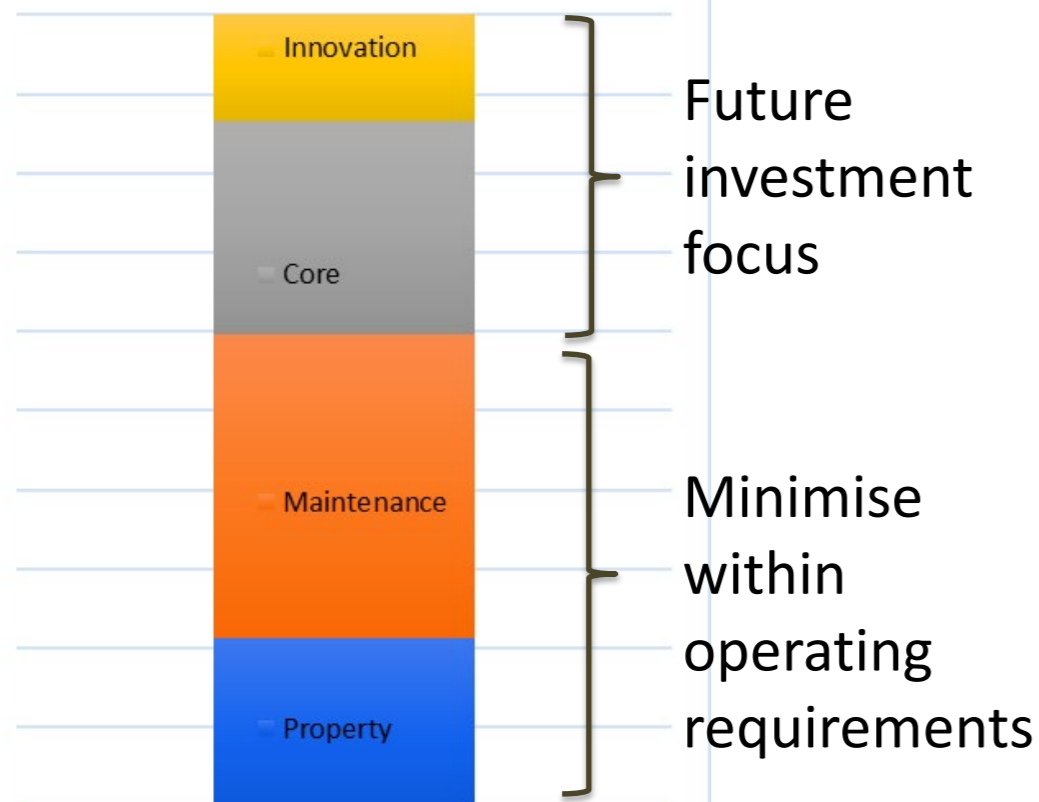 Innovation
Core
Maintenance
Property
Future
investment
focus
Minimise
within
operating
requirements